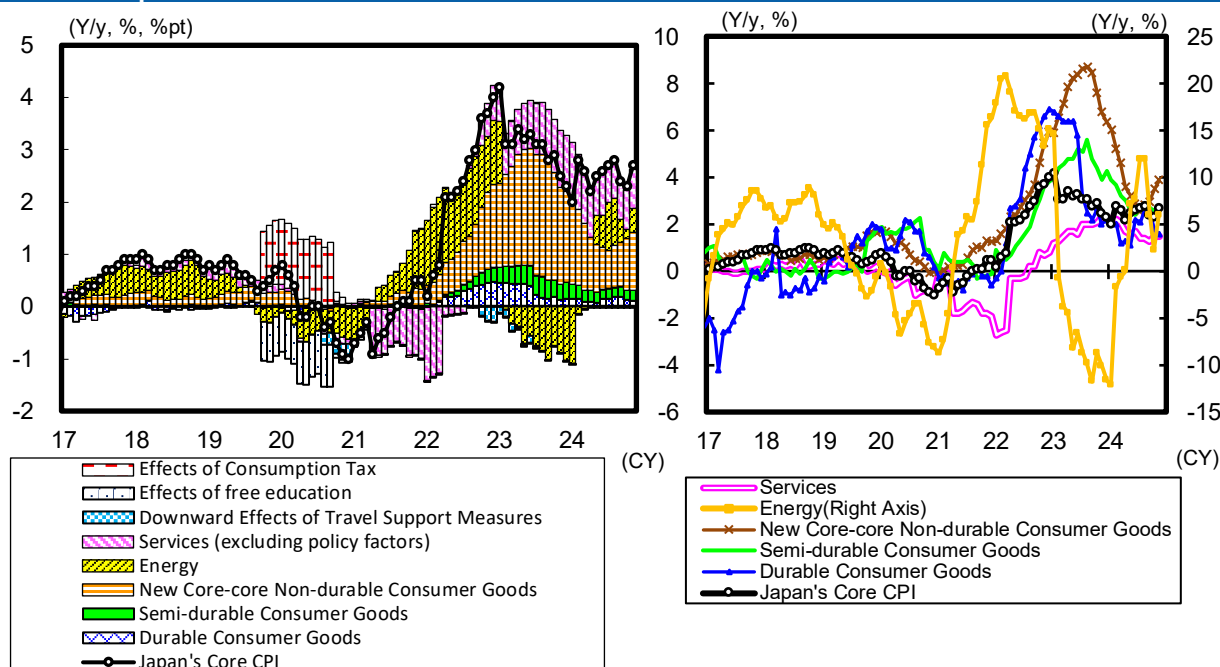 (Y/y, %, %pt)
5
4
3
2
1
0
-1
-2
17 18 19 20 21 22 23 24
(CY)
Effects of Consumption Tax
Effects of free education
Downward Effects of Travel Support Measures
Services (excluding policy factors)
Energy
New Core-core Non-durable Consumer Goods
Semi-durable Consumer Goods
Durable Consumer Goods
Japan's Core CPI
(Y/y, %) (Y/y, %)
10 25
8 20
6 15
4 10
2 5
0 0
-2 -5
-4 -10
-6 -15
17 18 19 20 21 22 23 24
(CY)
Services
Energy(Right Axis)
New Core-core Non-durable Consumer Goods
Semi-durable Consumer Goods
Durable Consumer Goods
Japan's Core CPI